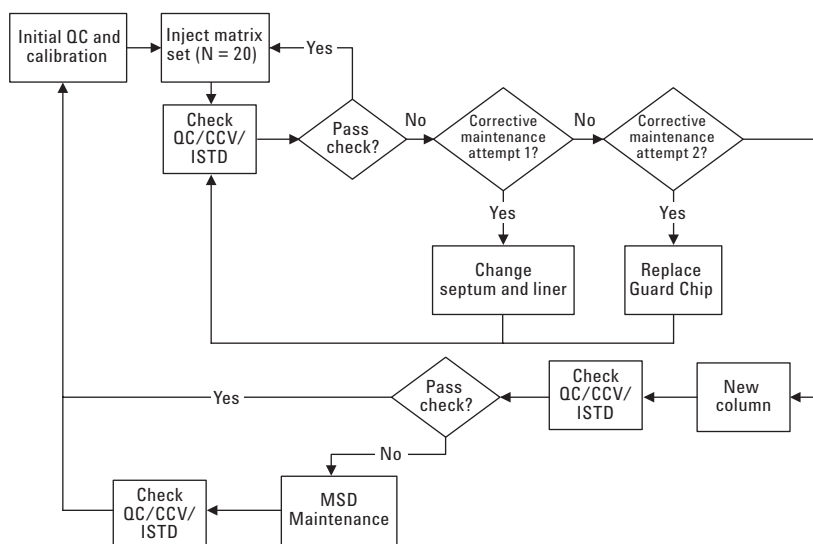 Initial QC and
calibration
Inject matrix
set (N = 20)
Yes
Check
QC/CCV/
ISTD
Pass
check?
No
Corrective
maintenance
attempt 1?
No
Corrective
maintenance
attempt 2?
Yes
Yes
Change
septum and liner
Replace
Guard Chip
New
column
Check
QC/CCV/
ISTD
Pass
check?
Yes
No
MSD
Maintenance
Check
QC/CCV/
ISTD